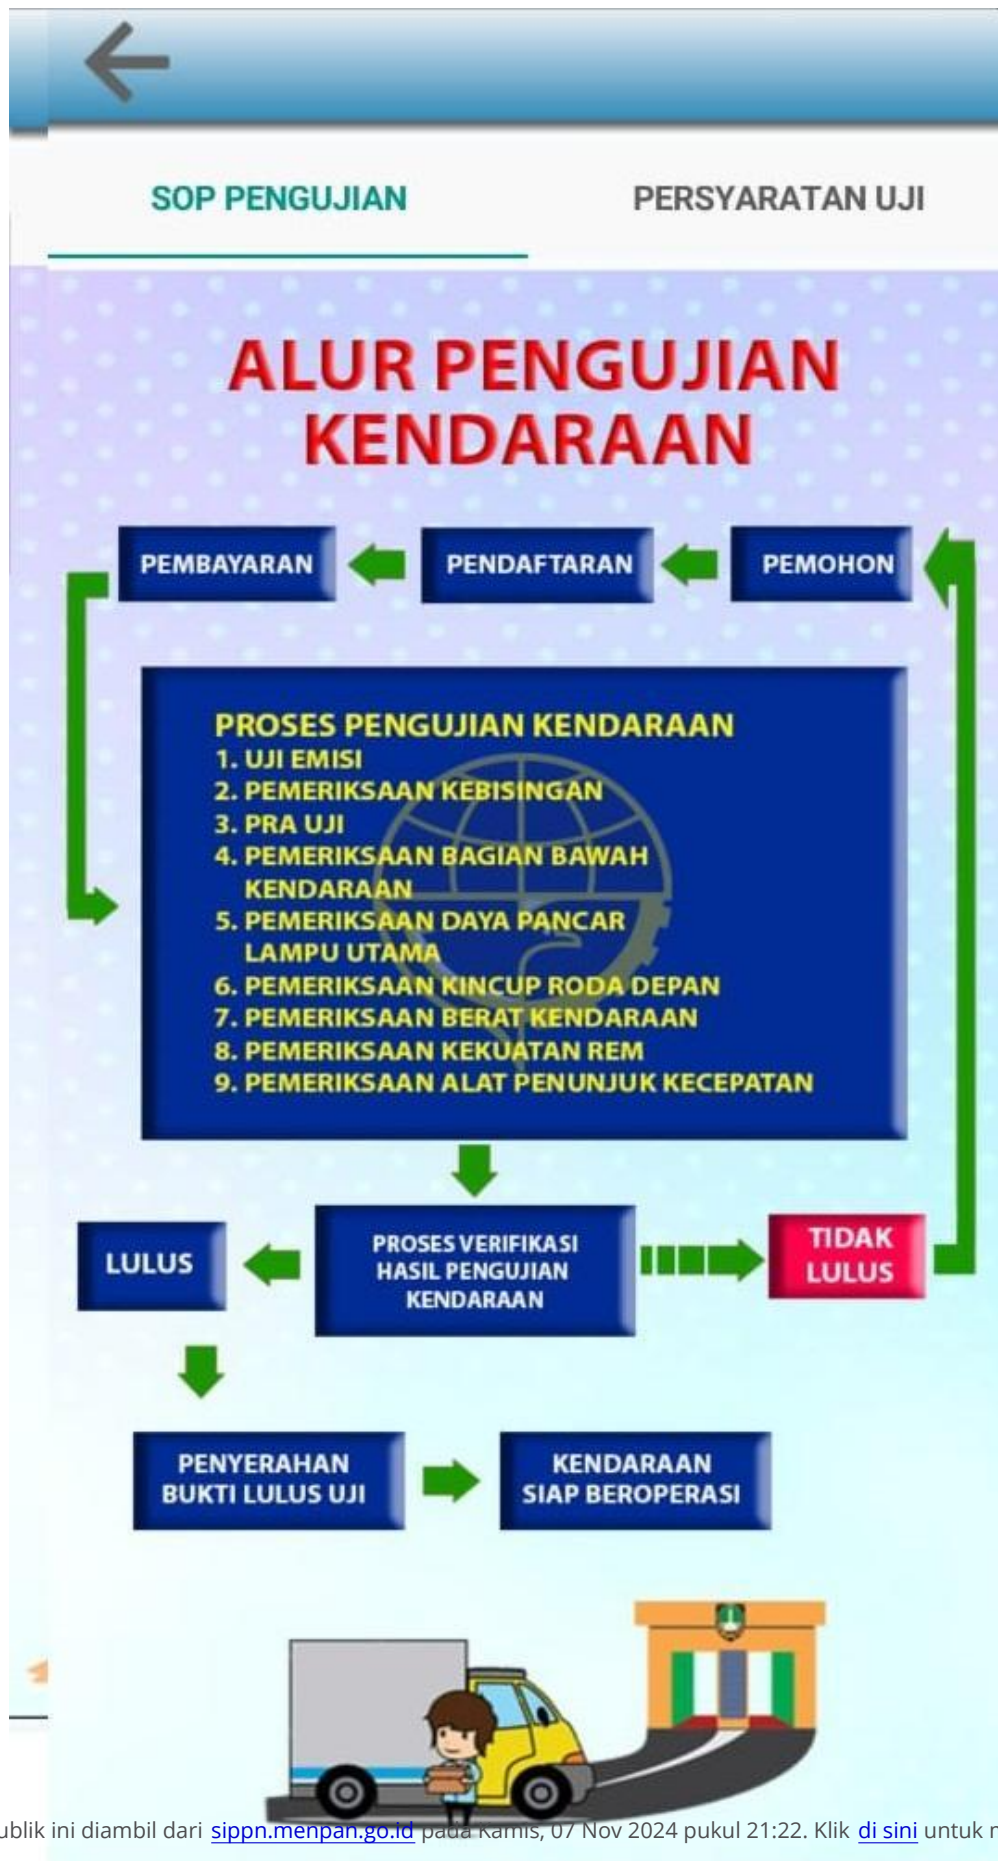 SOP PENGUJIAN
PERSYARATAN UJI
ALUR PENGUJIAN
KENDARAAN
PEMBAYARAN
PENDAFTARAN
PEMOHON
PROSES PENGUJIAN KENDARAAN
1. UJI EMISI
2. PEMERIKSAAN KEBISINGAN
3. PRA UJI
4. PEMERIKSAAN BAGIAN BAWAH
KENDARAAN
5. PEMERIKSAAN DAYA PANCAR
LAMPU UTAMA
6. PEMERIKSAAN KINCUP RODA DEPAN
7. PEMERIKSAAN BERAT KENDARAAN
8. PEMERIKSAAN KEKUATAN REM
9. PEMERIKSAAN ALAT PENUNJUK KECEPATAN
LULUS
PROSES VERIFIKASI
HASIL PENGUJIAN
KENDARAAN
TIDAK
LULUS
PENYERAHAN
BUKTI LULUS UJI
KENDARAAN
SIAP BEROPERASI
ini diambil dari sippn.menpan.go.id pada Kamis, 07 Nov 2024 pukul 21:22. Klik di sini untuk